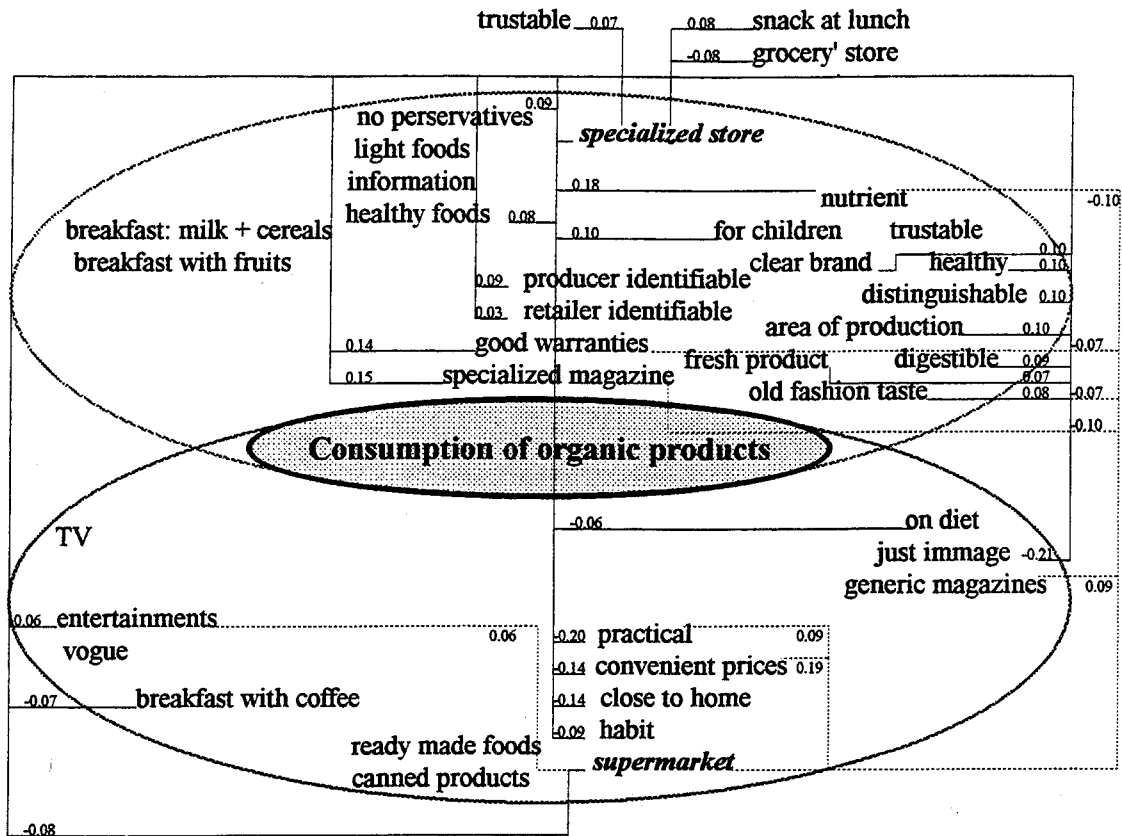 trustable 0.07 0.08 snack at lunch
-0.08 grocery' store
no perservatives 0.09
specialized store
light foods
information 0.18
nutrient -0.10
healthy foods 0.08
breakfast: milk + cereals 0.10 for children trustable
0.10
breakfast with fruits clear brand healthy 0.10
0.09 producer identifiable
distinguishable 0.10
0.03 retailer identifiable
area of production 0.10
0.14 good warranties -0.07
fresh product digestible 0.09
0.15 specialized magazine 0.07
old fashion taste 0.08 -0.07
-0.10
Consumption of organic products
-0.06 on diet
TV
just immage -0.21
generic magazines 0.09
0.06 entertainments
0.06 -0.20 practical 0.09
vogue
-0.14 convenient prices 0.19
-0.07 breakfast with coffee -0.14 close to home
-0.09 habit
ready made foods
supermarket
canned products
-0.08